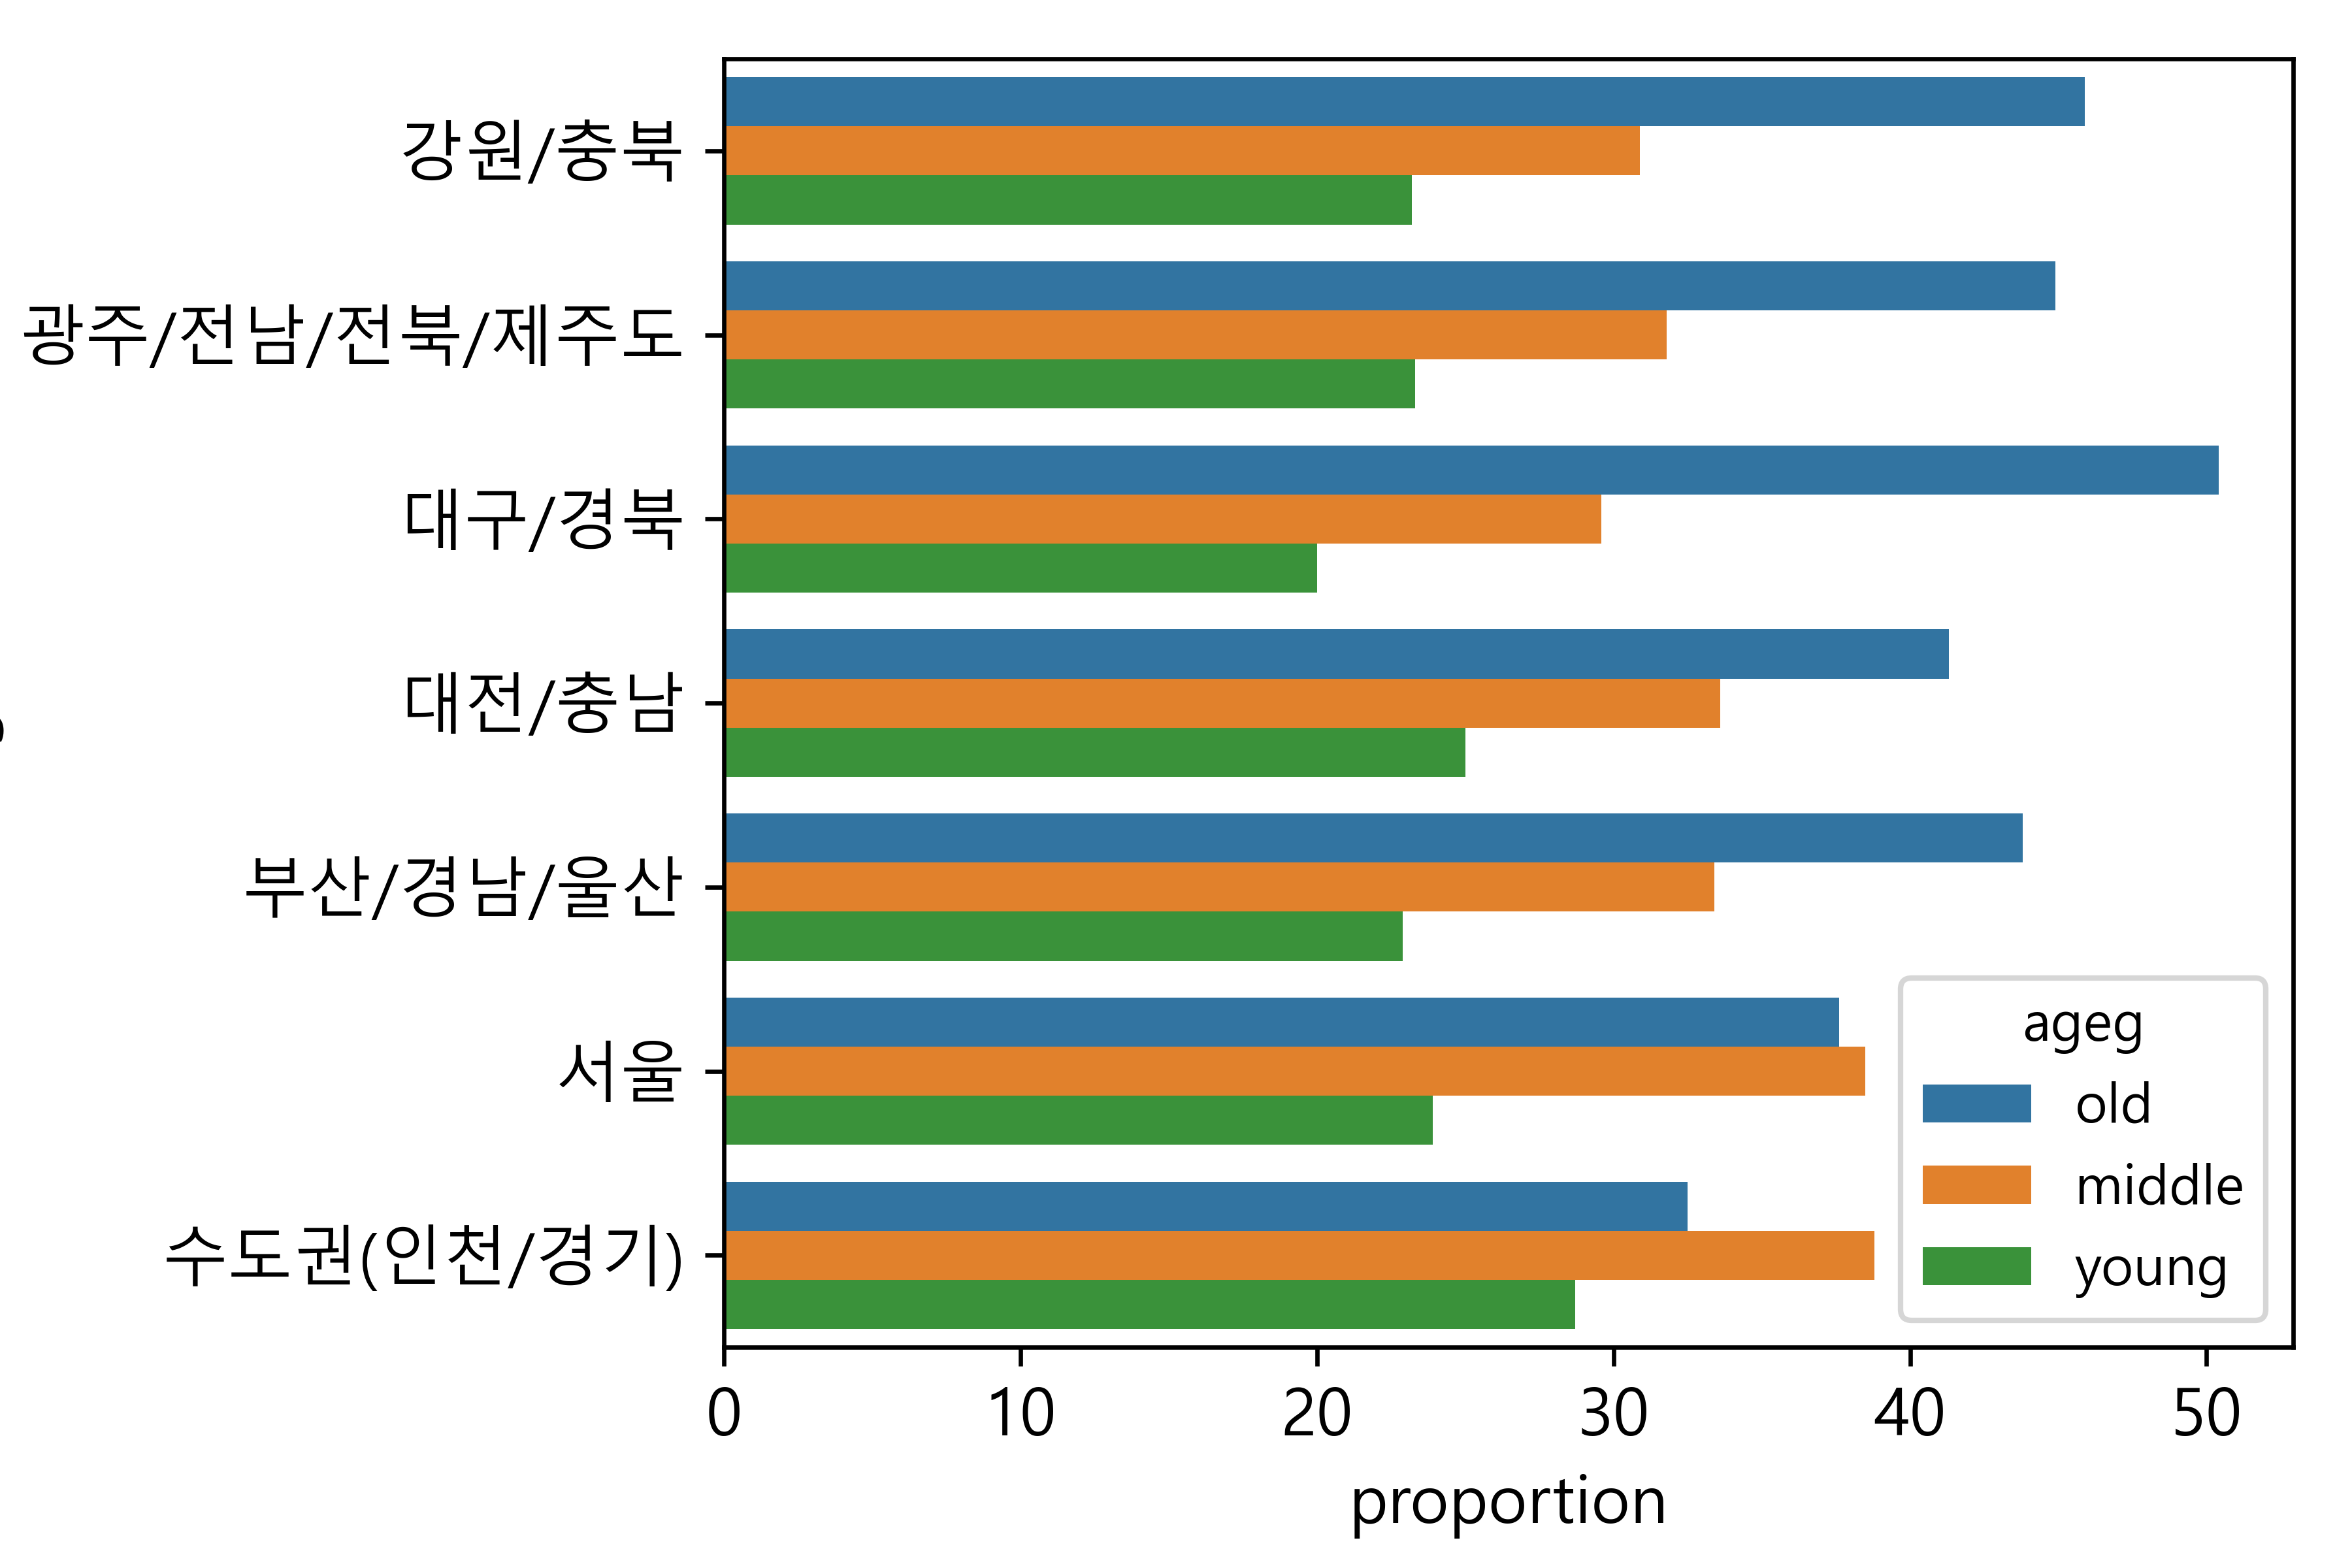 강원/충북
광주/전남/전북/제주도
대구/경북
대전/충남
부산/경남/울산
서울
수도권(인천/경기)
ageg
old
middle
young
0 10 20 30 40 50
proportion